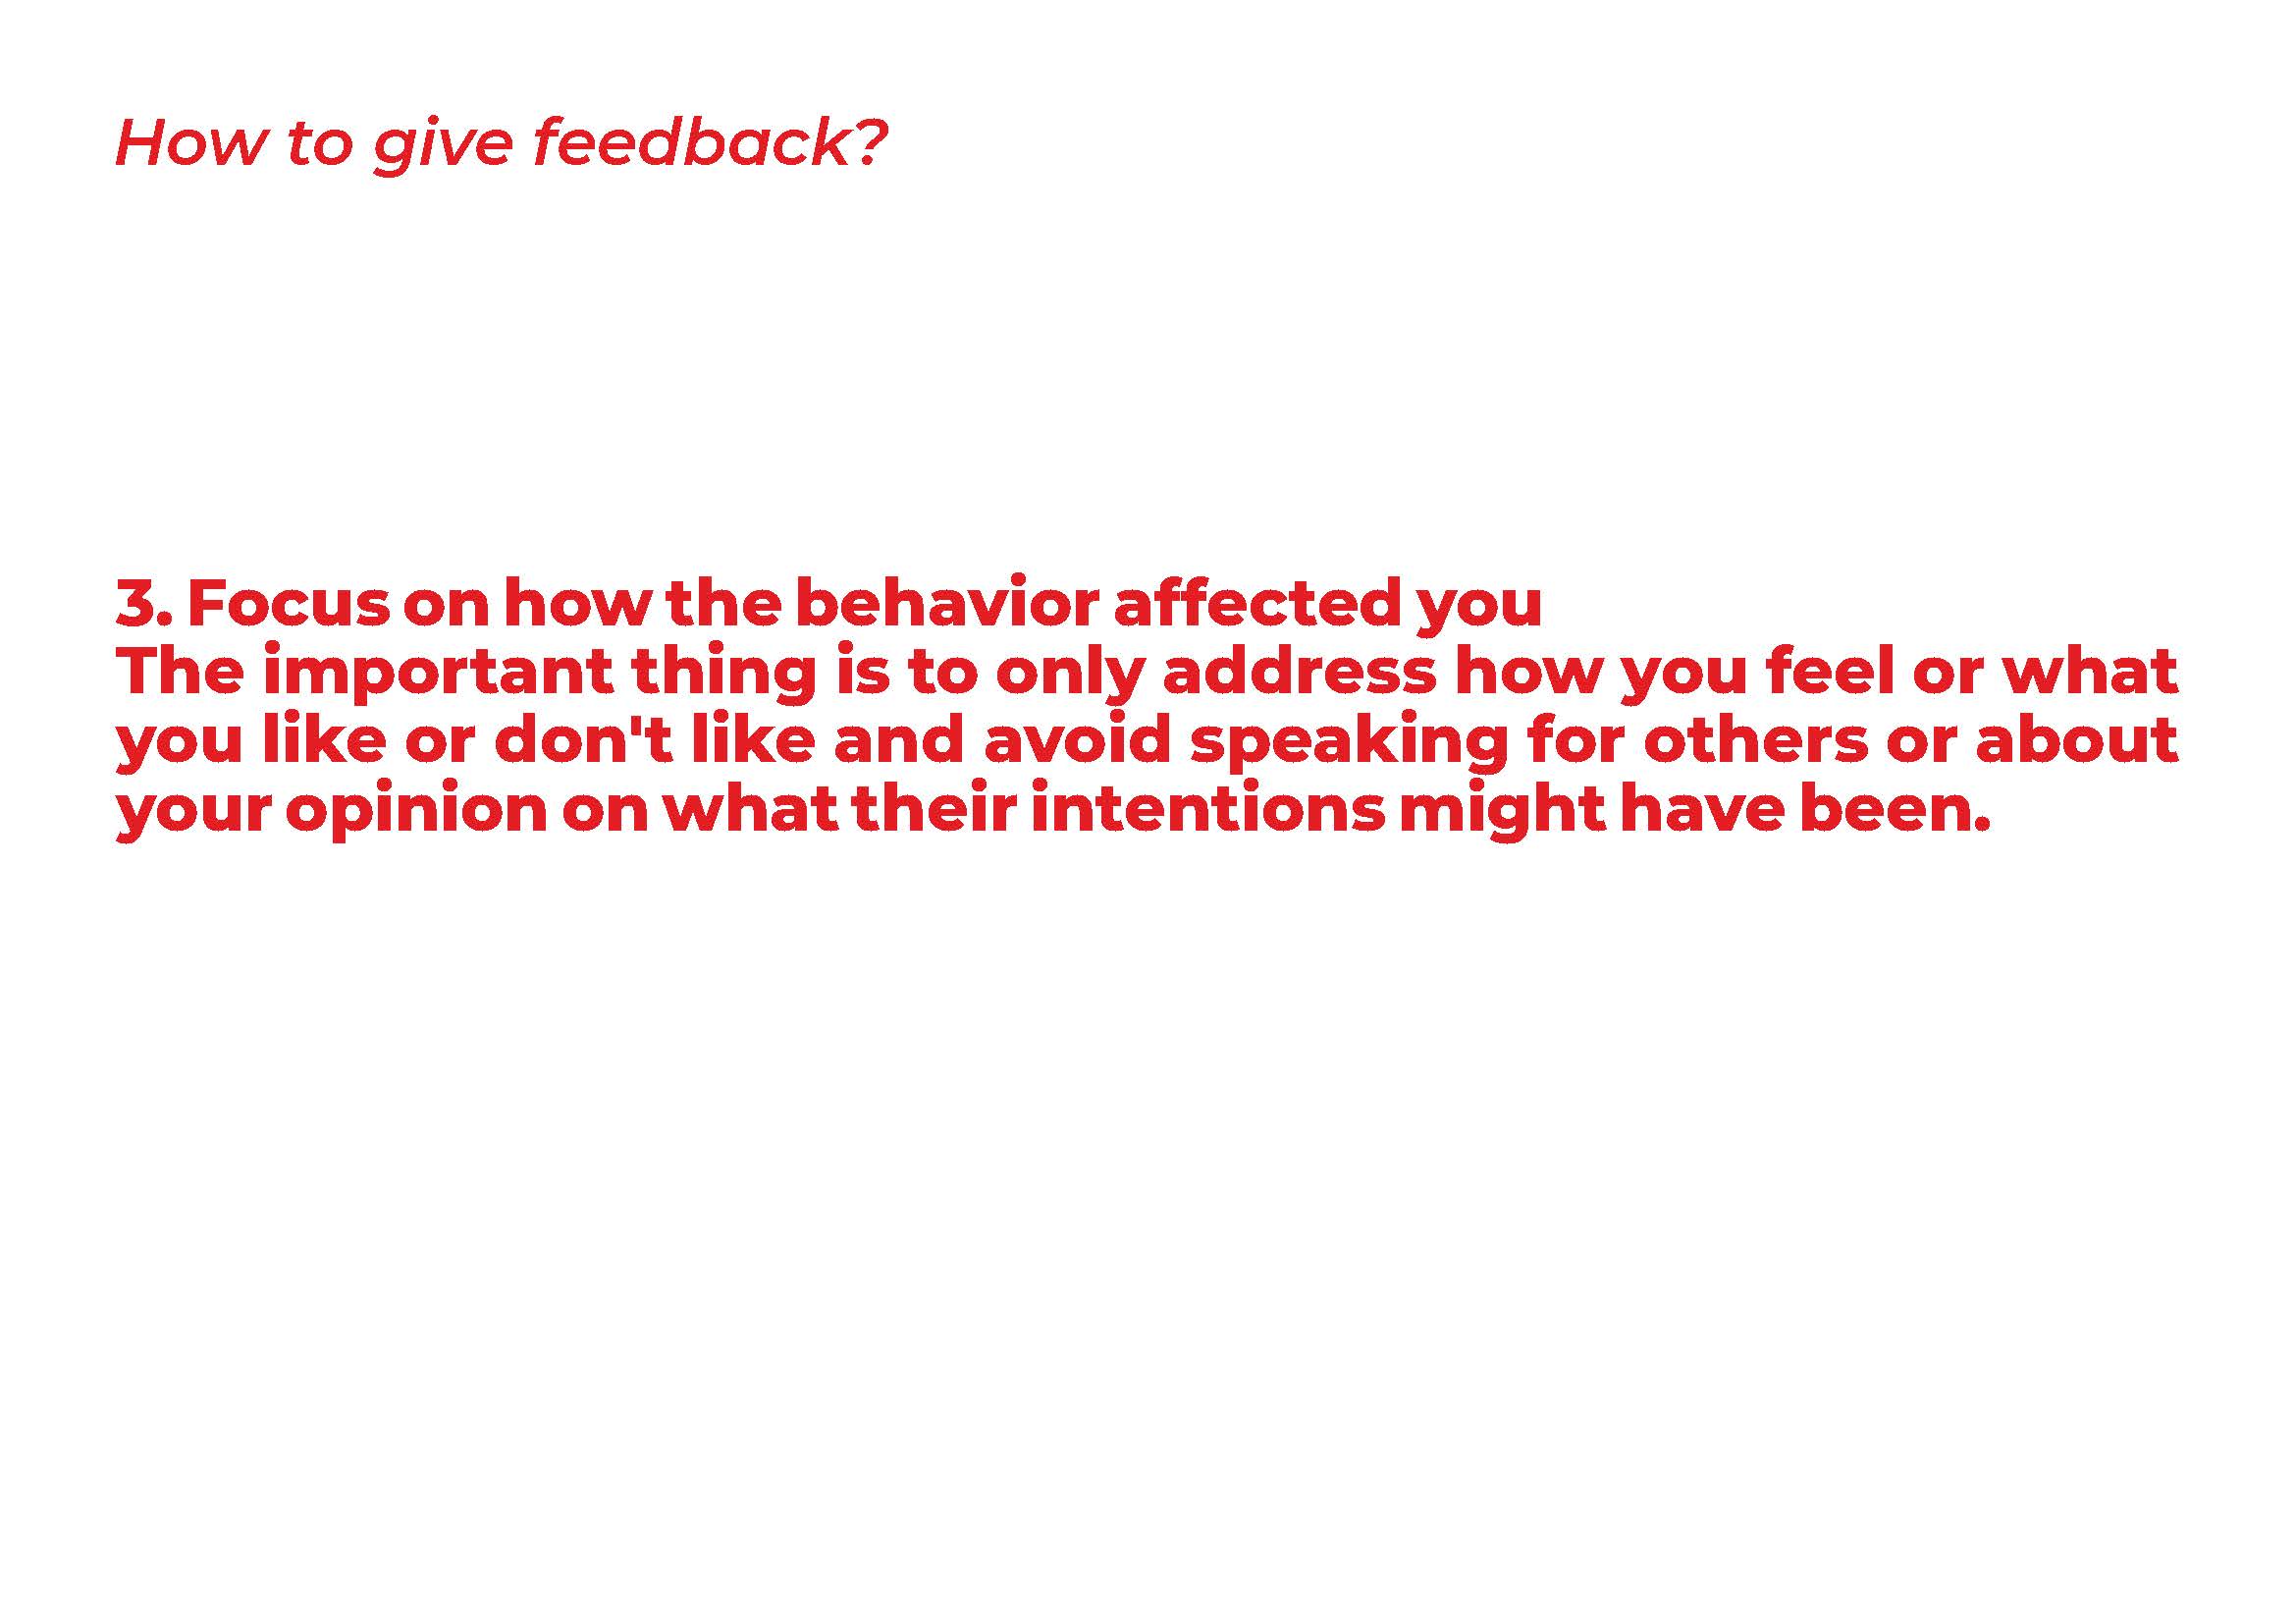 How to give feedback?
3. Focus on how the behavior affected you
The important thing is to only address how you feel or what
you like or don't like and avoid speaking for others or about
your opinion on what their intentions might have been.